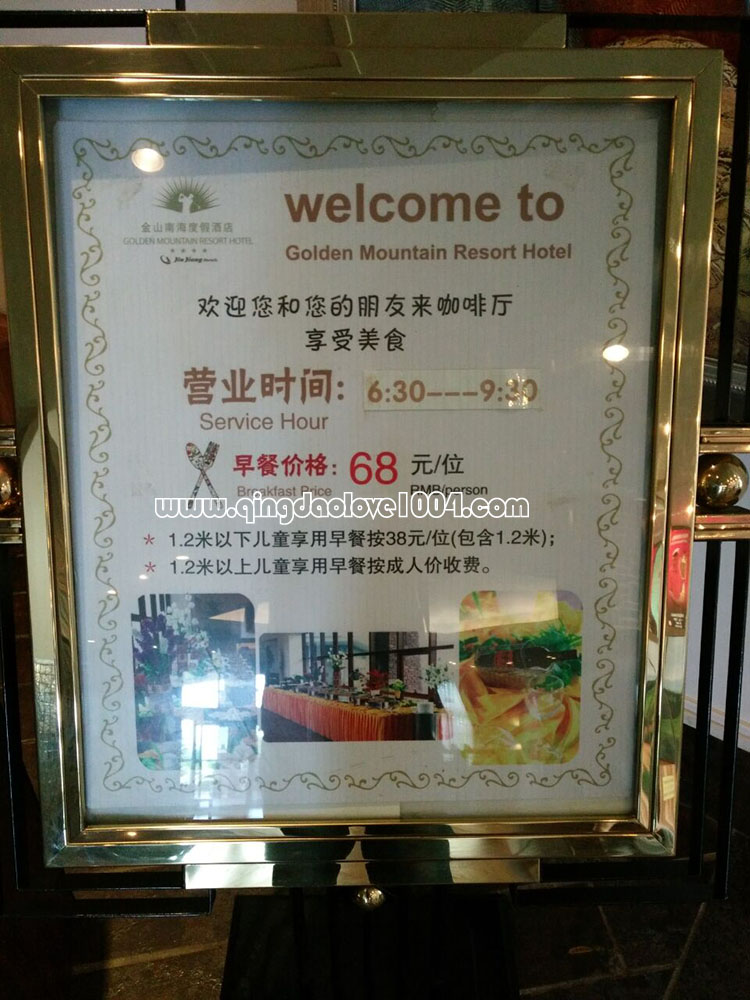 金山南海度假酒店
GOLDEN MOUNTAIN RESORT HOTEL
★★★★
Jin Jiang Hotels
welcome to
Golden Mountain Resort Hotel
欢迎您和您的朋友来咖啡厅
享受美食
营业时间: 6:30---9:30
Service Hour
早餐价格: 68 元/位
Breakfast Price RMB/person
www.qingdaolove1004.com
* 1.2米以下儿童享用早餐按38元/位(包含1.2米);
* 1.2米以上儿童享用早餐按成人价收费。